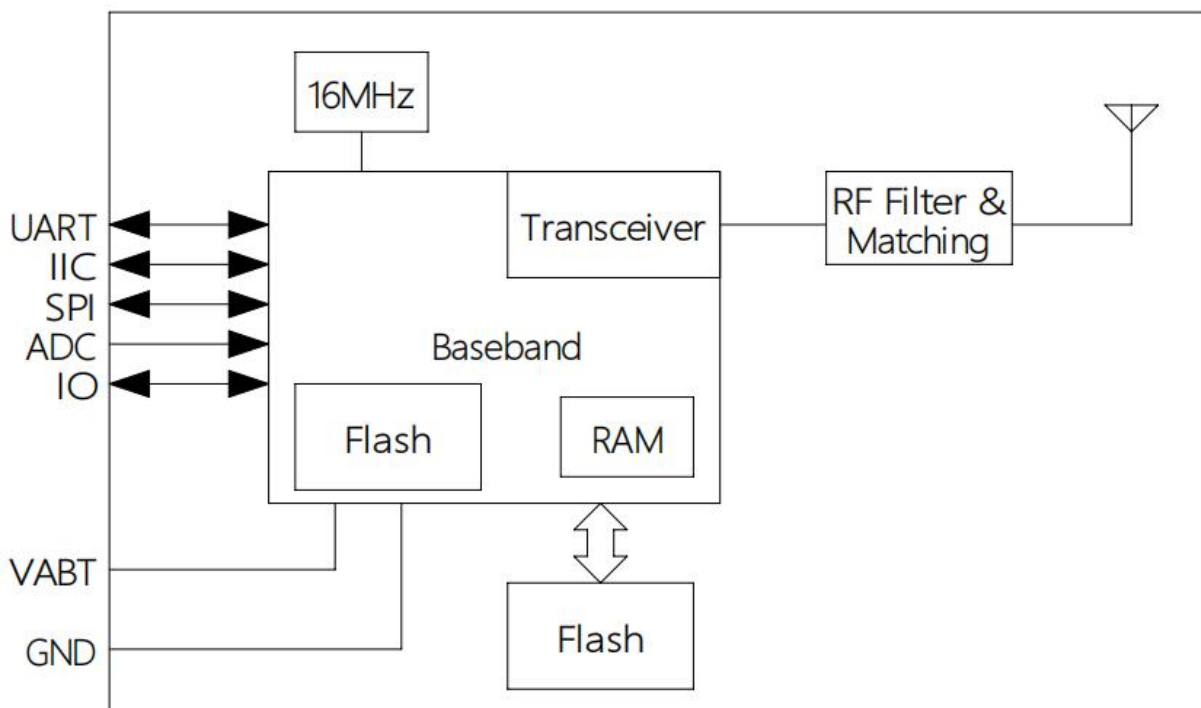 16MHz
UART
IIC
SPI
ADC
IO
Transceiver
RF Filter &
Matching
Baseband
Flash
RAM
VABT
GND
Flash